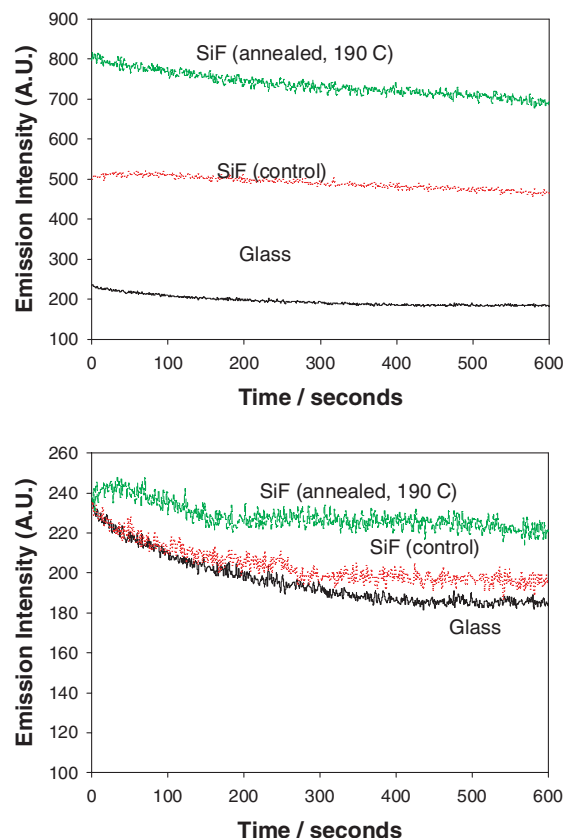 900
800
700
600
500
400
300
200
100
Emission Intensity (A.U.)
SiF (annealed, 190 C)
SiF (control)
Glass
0 100 200 300 400 500 600
Time / seconds
260
240
220
200
180
160
140
120
100
Emission Intensity (A.U.)
SiF (annealed, 190 C)
SiF (control)
Glass
0 100 200 300 400 500 600
Time / seconds